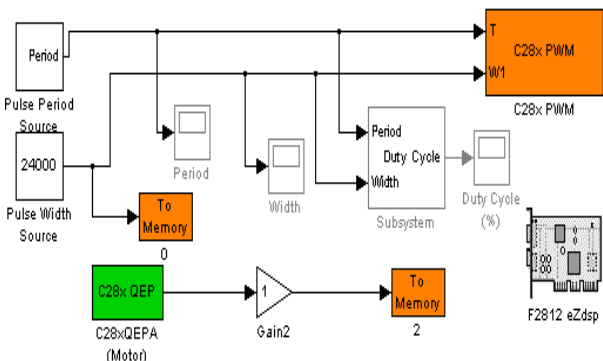 T
C28x PWM
W1
C28x PWM
Period
Pulse Period
Source
Period
Width
Period
Duty Cycle
Width
Subsystem
Duty Cycle
(%)
24000
Pulse Width
Source
To
Memory
0
C28x QEP
C28xQEPA
(Motor)
1
Gain2
To
Memory
2
F2812 eZdsp